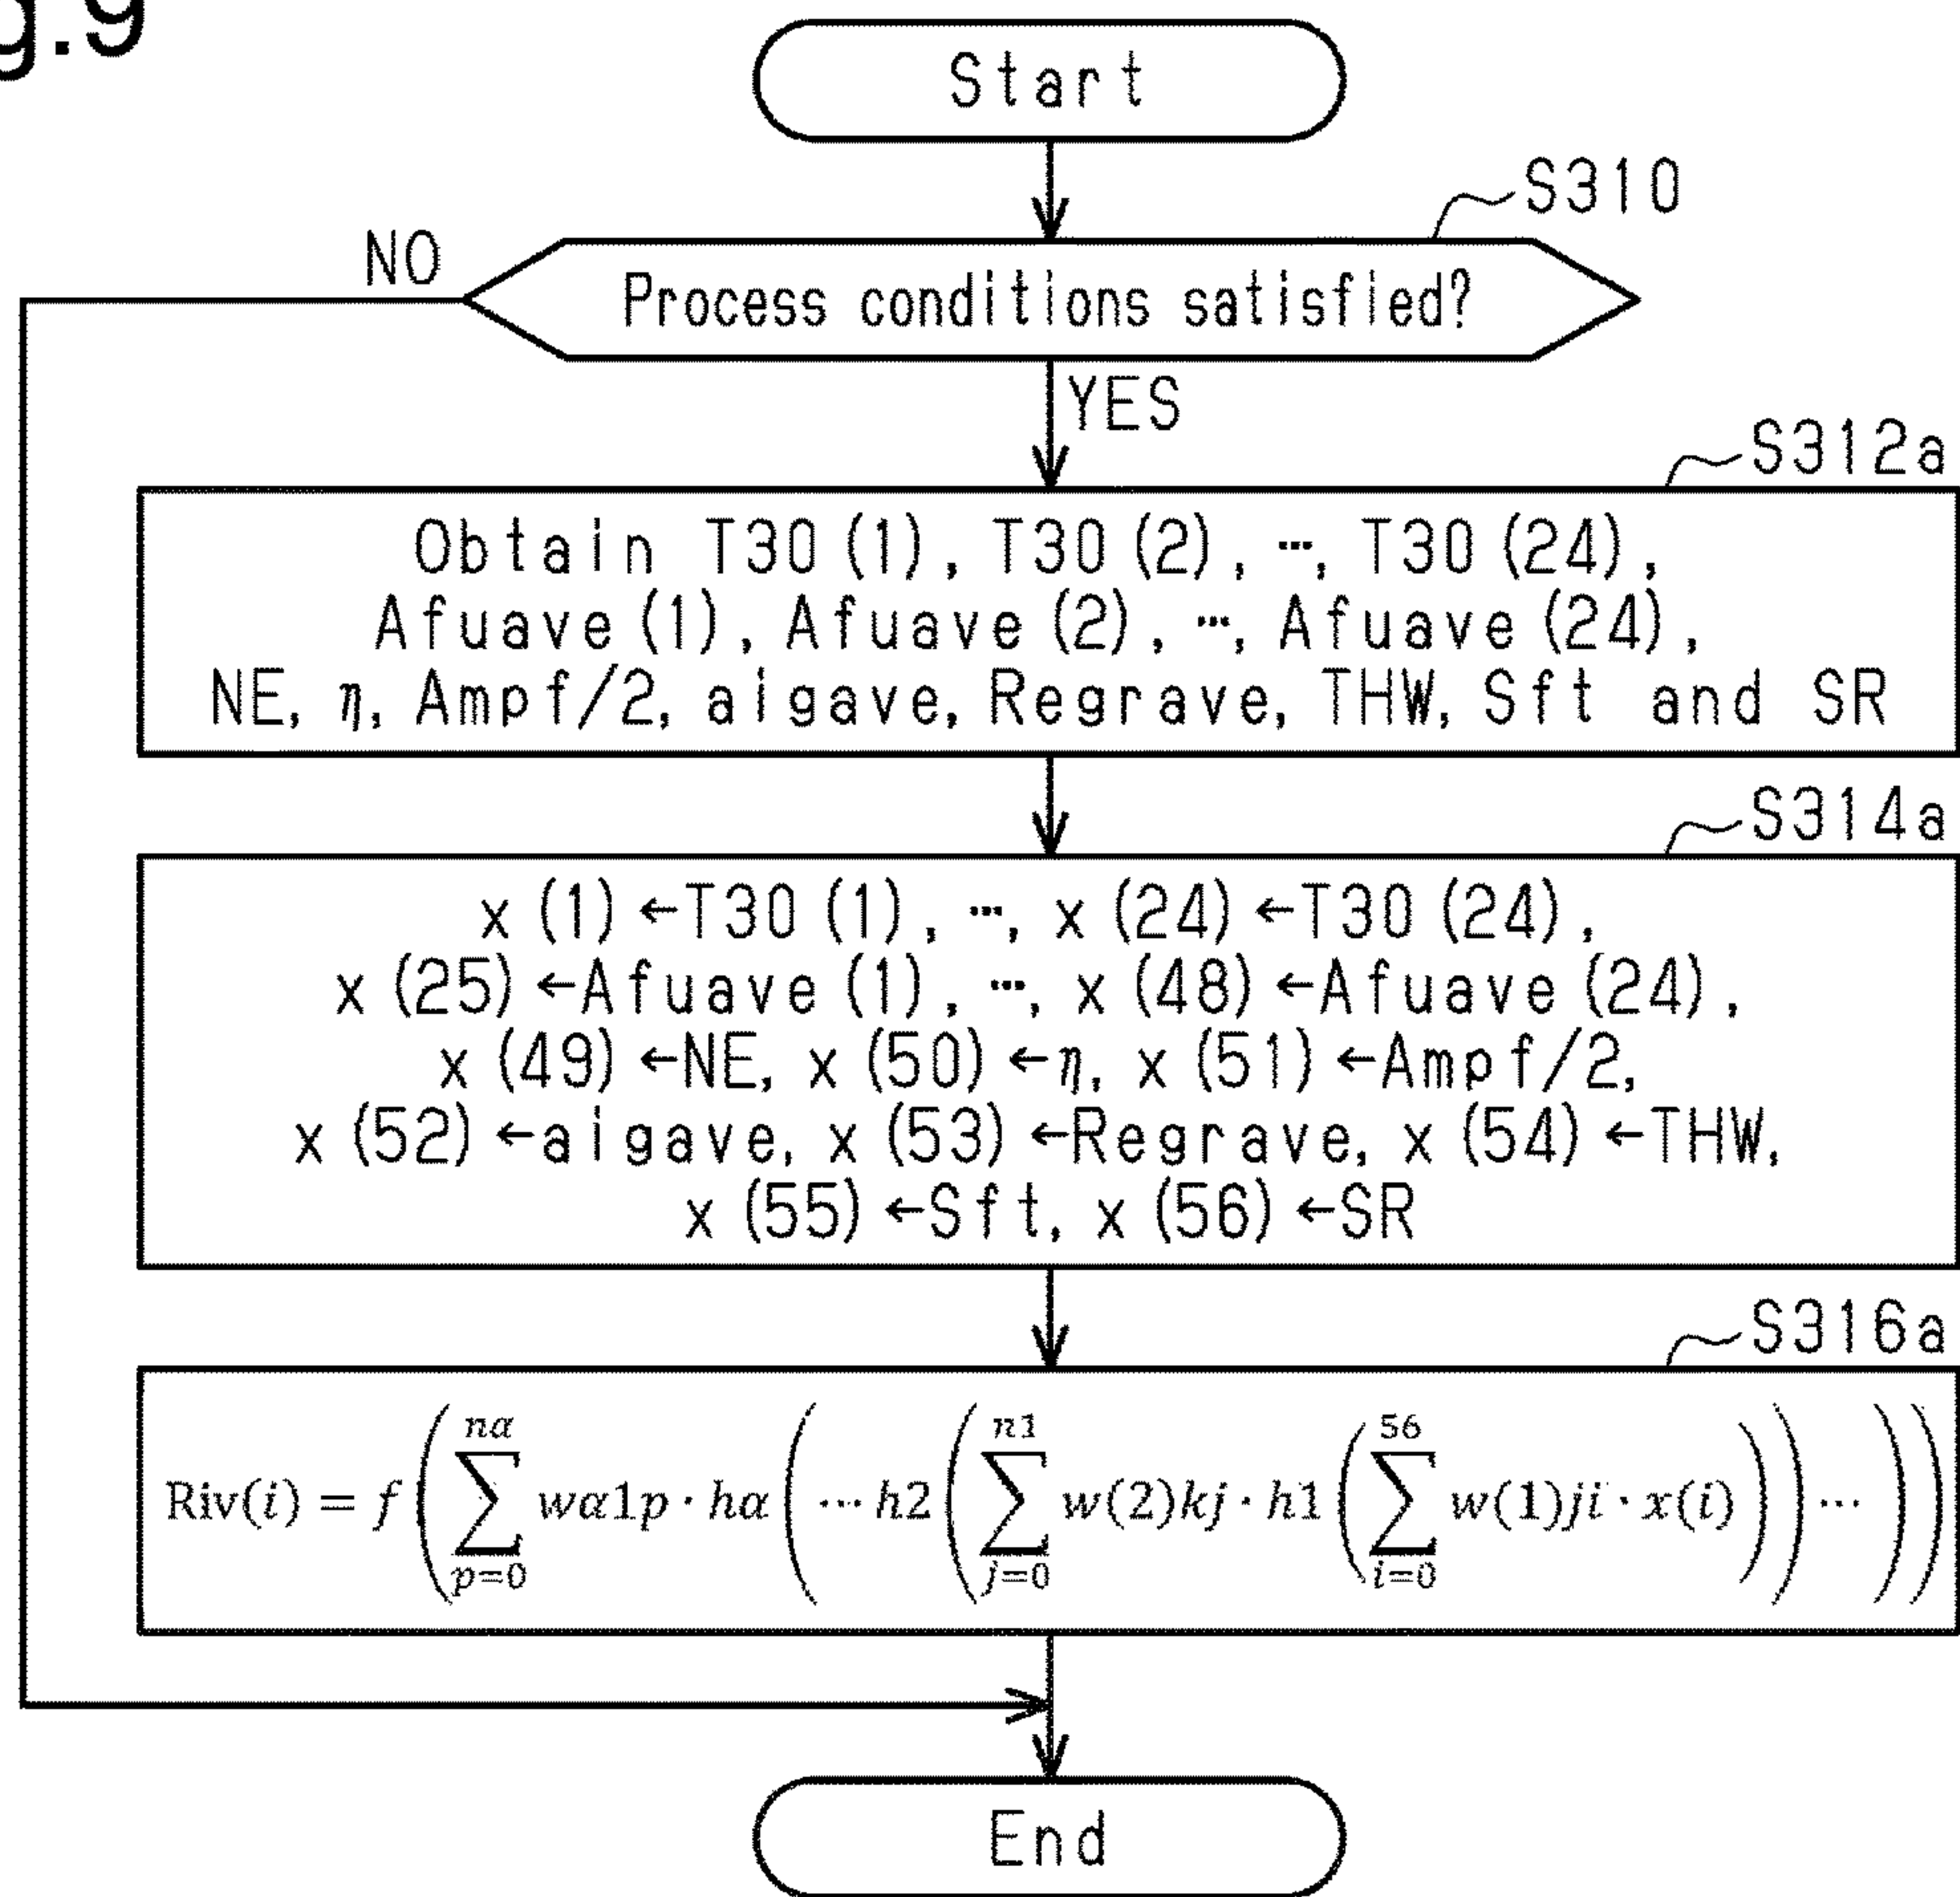 g.9
Start
S310
NO
Process conditions satisfied?
YES
S312a
Obtain T30(1), T30(2), …, T30(24),
Afuave(1), Afuave(2), …, Afuave(24),
NE, η, Ampf/2, aigave, Regrave, THW, Sft and SR
S314a
x(1)←T30(1), …, x(24)←T30(24),
x(25)←Afuave(1), …, x(48)←Afuave(24),
x(49)←NE, x(50)←η, x(51)←Ampf/2,
x(52)←aigave, x(53)←Regrave, x(54)←THW,
x(55)←Sft, x(56)←SR
S316a
Riv(i) = f(∑_{p=0}^{nα} wα1p · hα(… h2(∑_{j=0}^{n1} w(2)kj · h1(∑_{i=0}^{56} w(1)ji · x(i))) …))
End